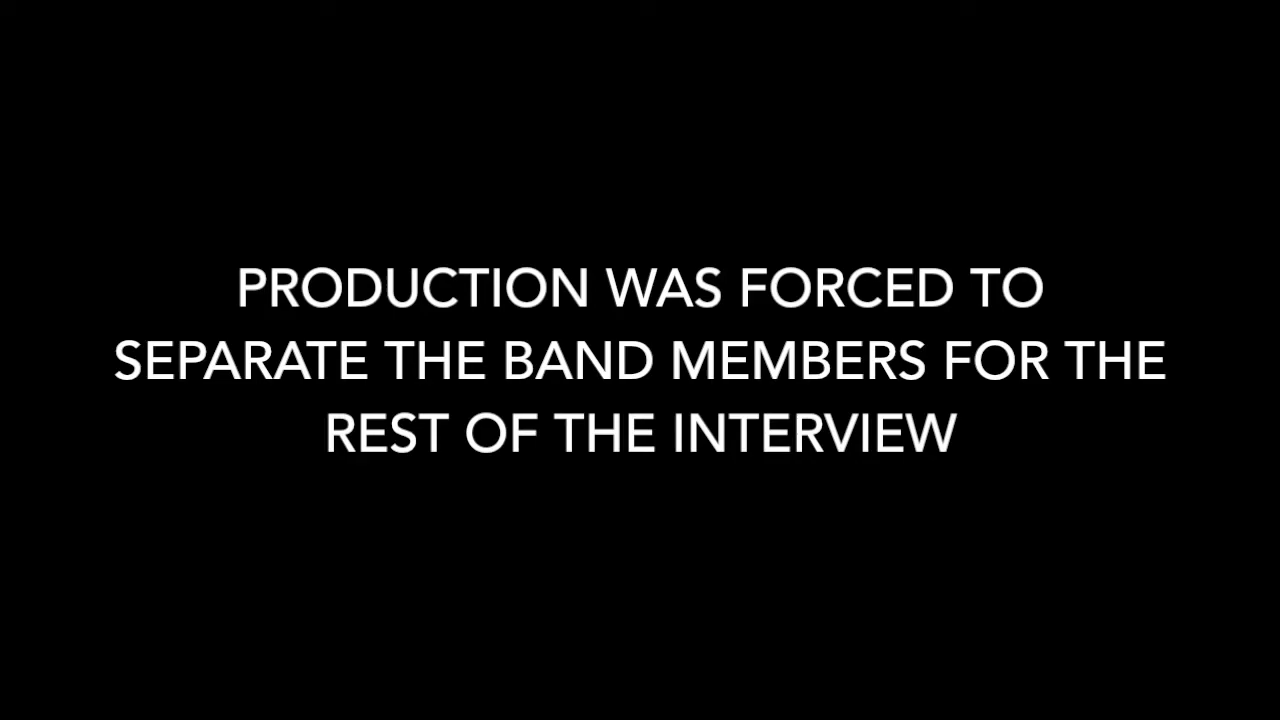 PRODUCTION WAS FORCED TO
SEPARATE THE BAND MEMBERS FOR THE
REST OF THE INTERVIEW